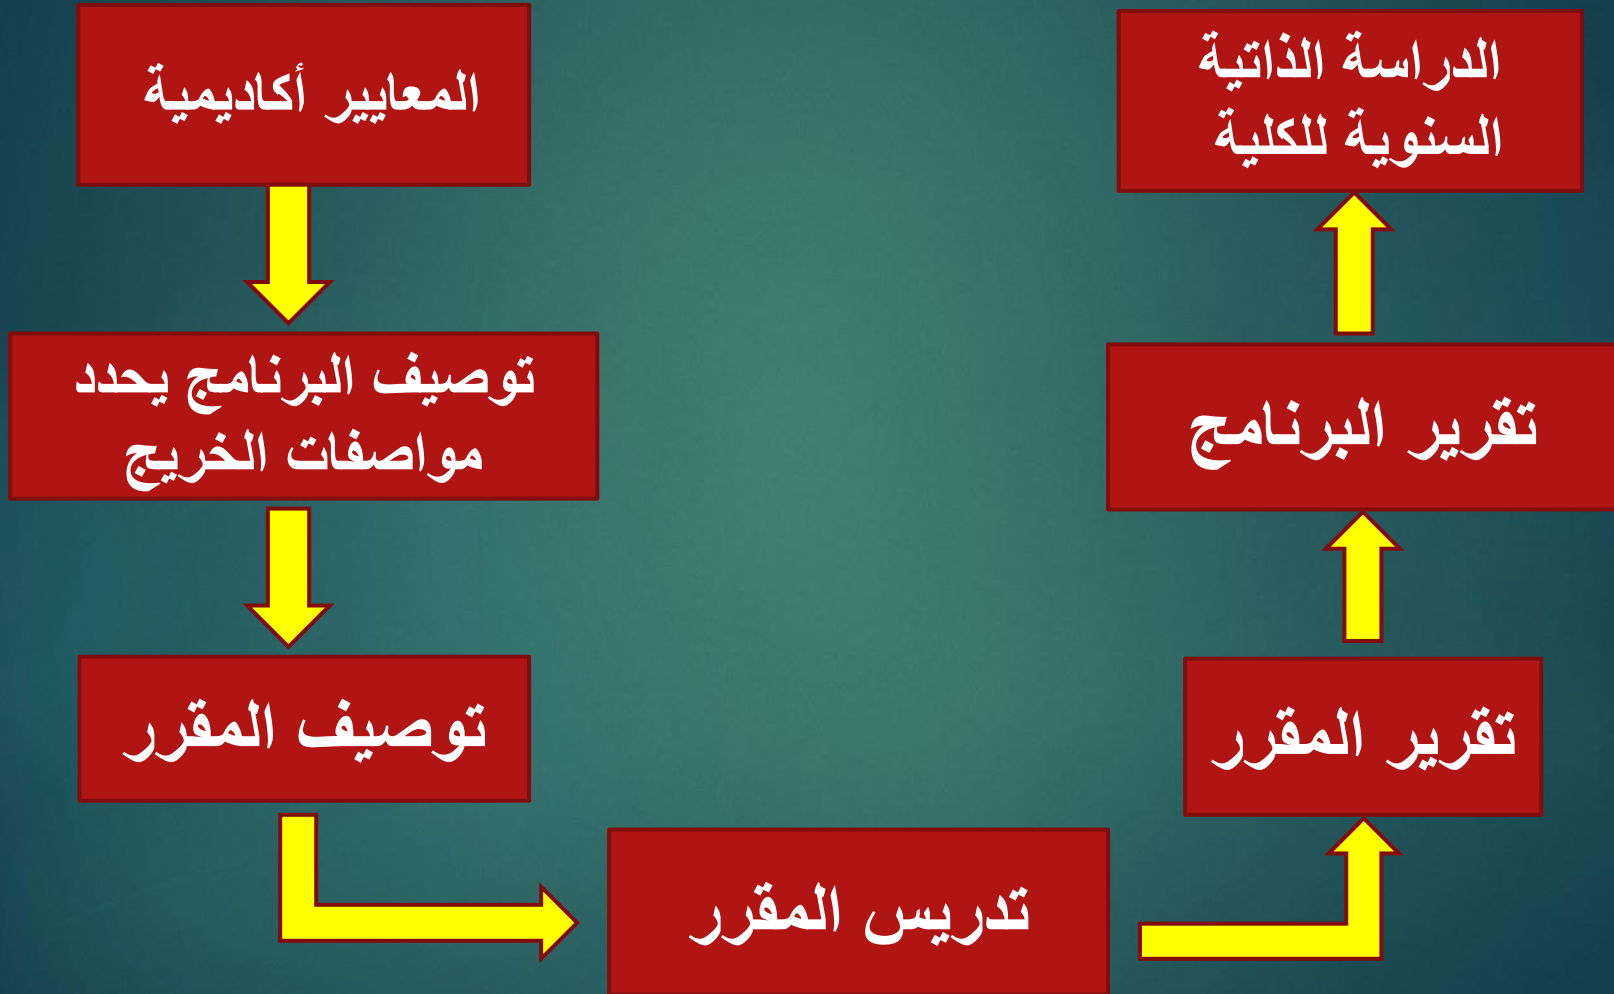 المعايير أكاديمية
توصيف البرنامج يحدد
مواصفات الخريج
توصيف المقرر
تدريس المقرر
تقرير المقرر
تقرير البرنامج
الدراسة الذاتية
السنوية للكلية